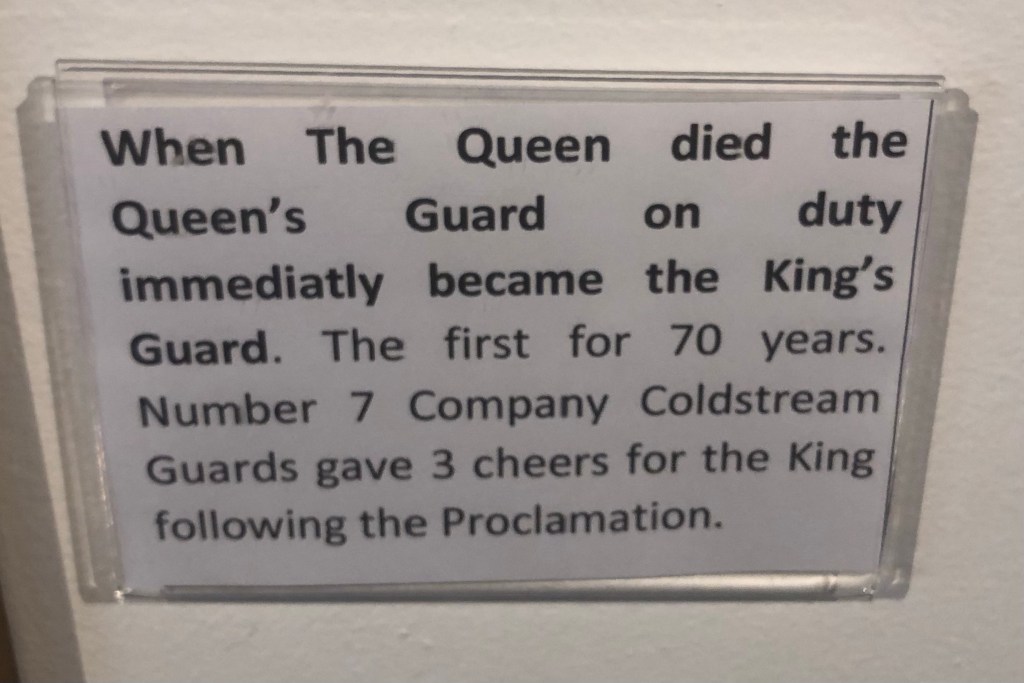 When The Queen died the
Queen's Guard on duty
immediatly became the King's
Guard. The first for 70 years.
Number 7 Company Coldstream
Guards gave 3 cheers for the King
following the Proclamation.